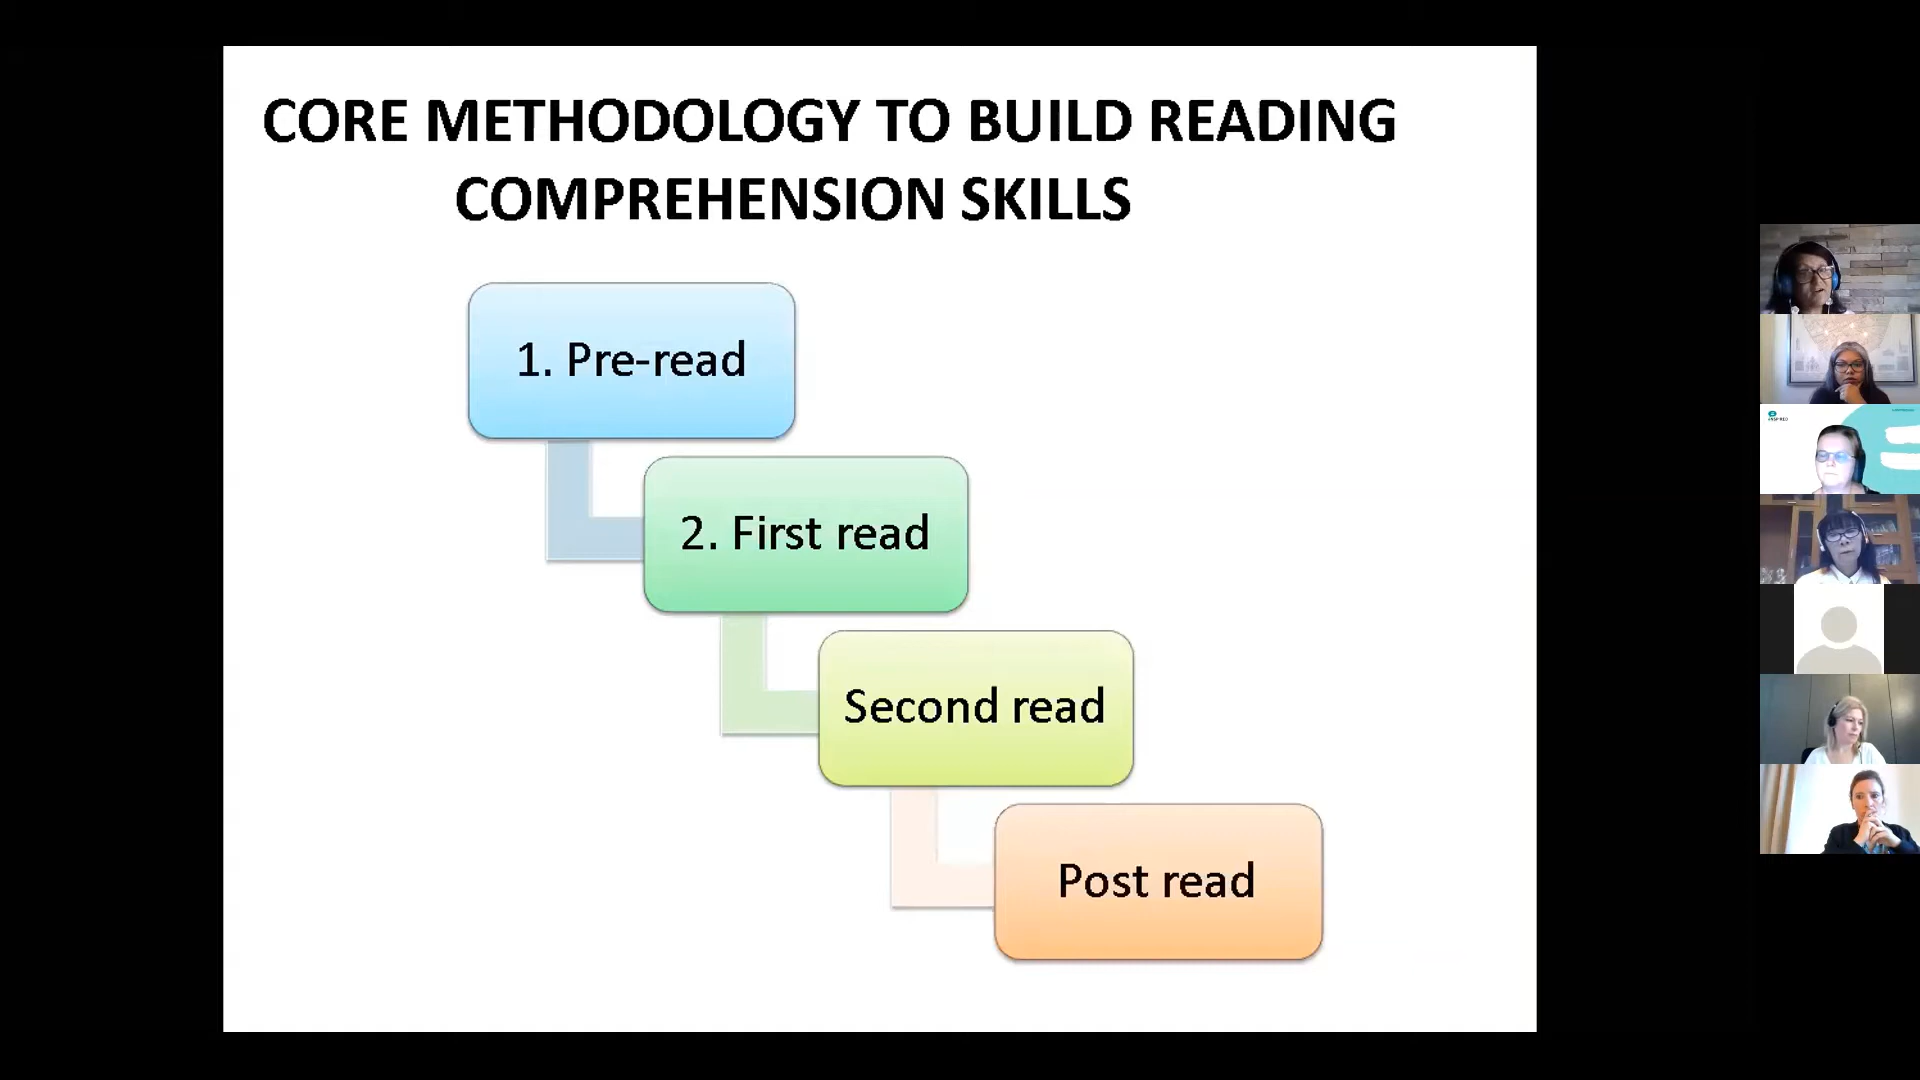 CORE METHODOLOGY TO BUILD READING
COMPREHENSION SKILLS
1. Pre-read
2. First read
Second read
Post read